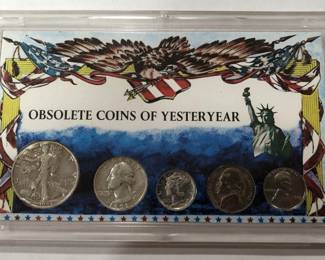 OBSOLETE COINS OF YESTERYEAR